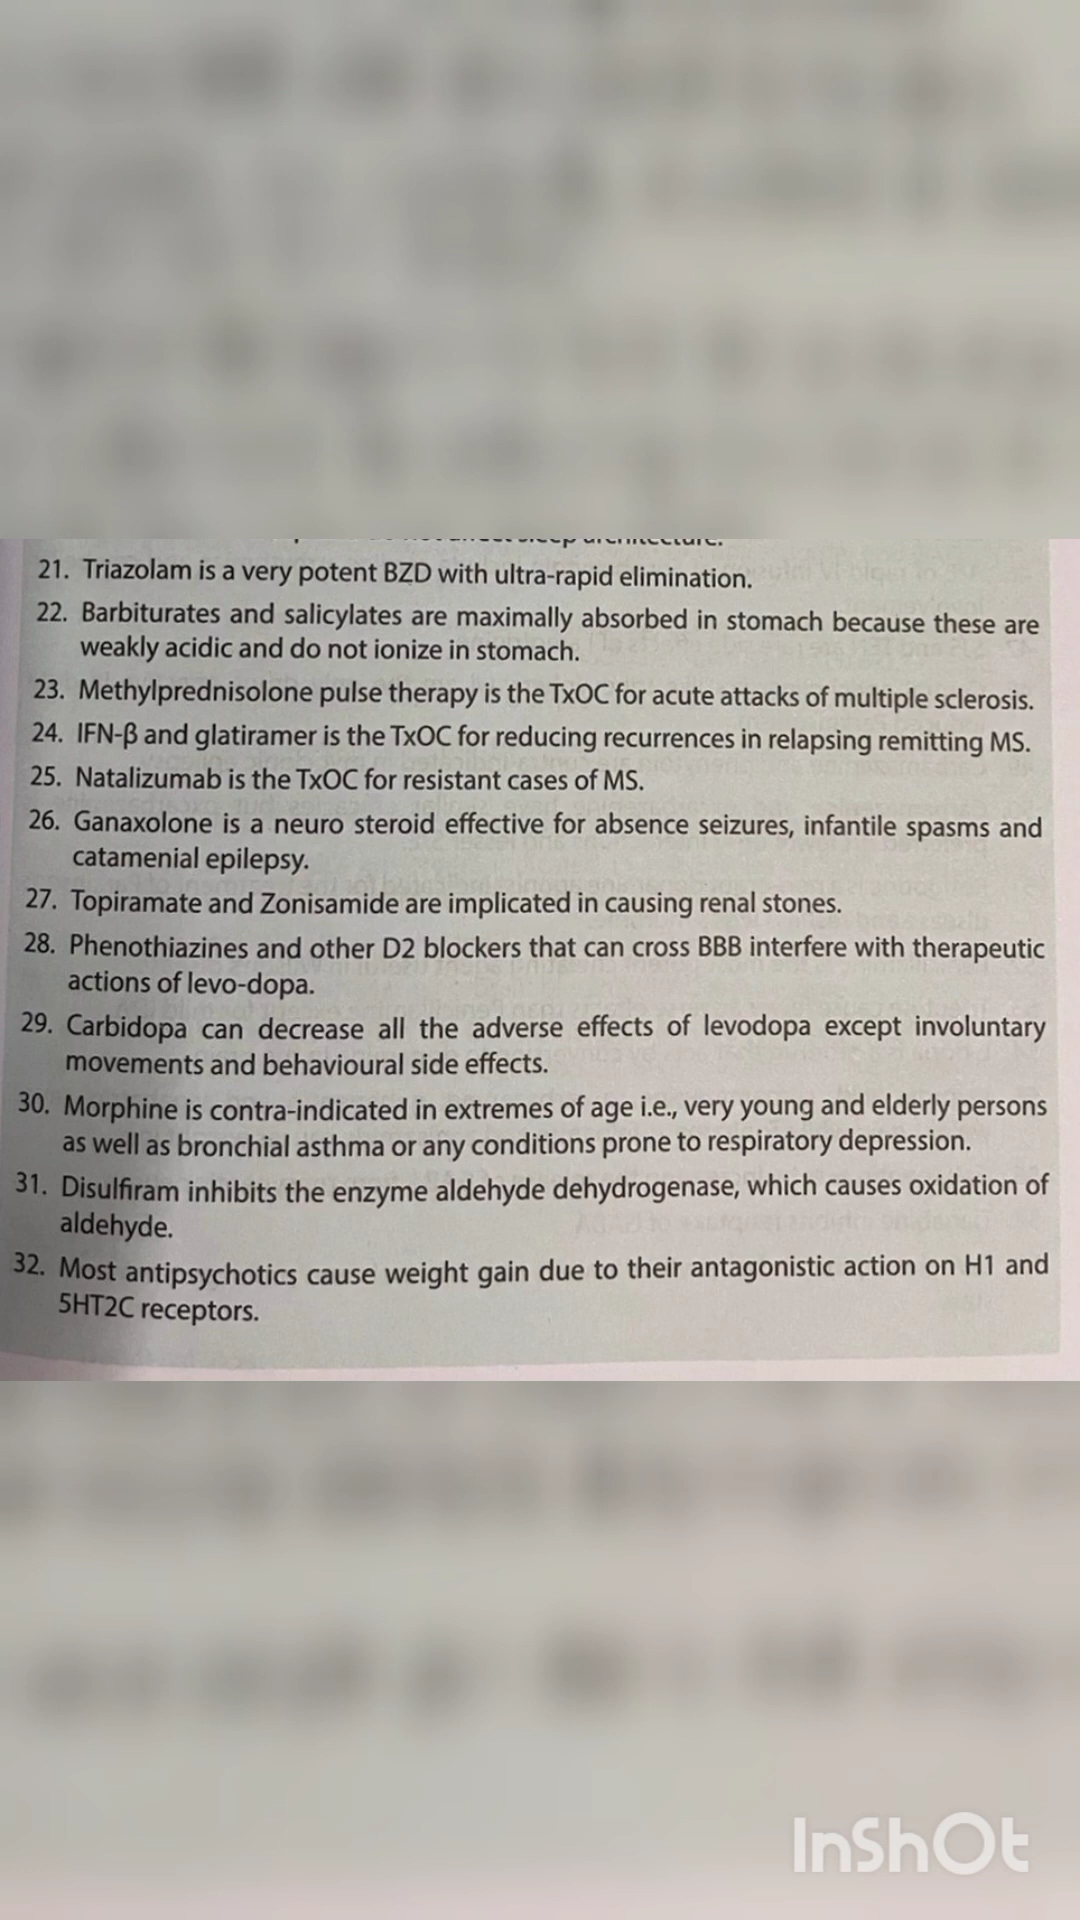 sleep architecture.
21. Triazolam is a very potent BZD with ultra-rapid elimination.
22. Barbiturates and salicylates are maximally absorbed in stomach because these are
weakly acidic and do not ionize in stomach.
23. Methylprednisolone pulse therapy is the TxOC for acute attacks of multiple sclerosis.
24. IFN-β and glatiramer is the TxOC for reducing recurrences in relapsing remitting MS.
25. Natalizumab is the TxOC for resistant cases of MS.
26. Ganaxolone is a neuro steroid effective for absence seizures, infantile spasms and
catamenial epilepsy.
27. Topiramate and Zonisamide are implicated in causing renal stones.
28. Phenothiazines and other D2 blockers that can cross BBB interfere with therapeutic
actions of levo-dopa.
29. Carbidopa can decrease all the adverse effects of levodopa except involuntary
movements and behavioural side effects.
30. Morphine is contra-indicated in extremes of age i.e., very young and elderly persons
as well as bronchial asthma or any conditions prone to respiratory depression.
31. Disulfiram inhibits the enzyme aldehyde dehydrogenase, which causes oxidation of
aldehyde.
32. Most antipsychotics cause weight gain due to their antagonistic action on H1 and
5HT2C receptors.
InShOt